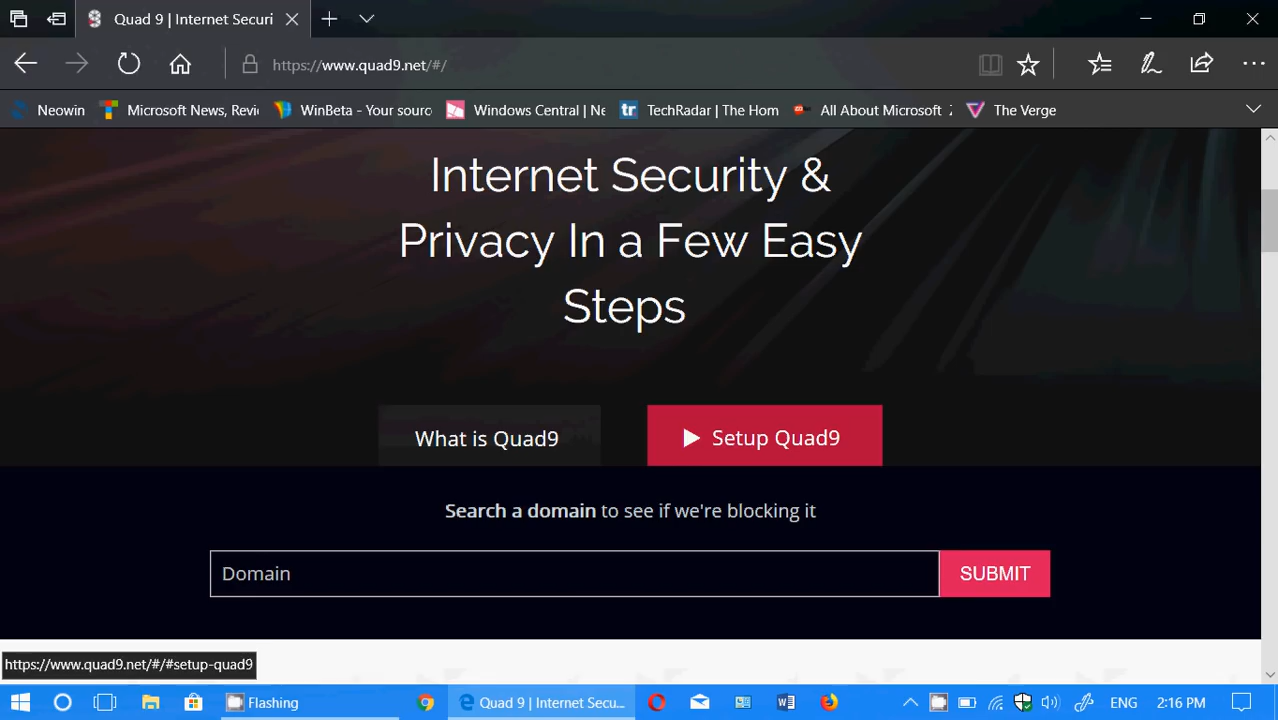 Quad 9 | Internet Securi
https://www.quad9.net/#/
Neowin
Microsoft News, Revie
WinBeta - Your sourc
Windows Central | Ne
tr
TechRadar | The Hom
All About Microsoft
The Verge
Internet Security &
Privacy In a Few Easy
Steps
What is Quad9
Setup Quad9
Search a domain to see if we're blocking it
Domain
SUBMIT
https://www.quad9.net/#/#setup-quad9
Flashing
Quad 9 | Internet Secu...
ENG
2:16 PM